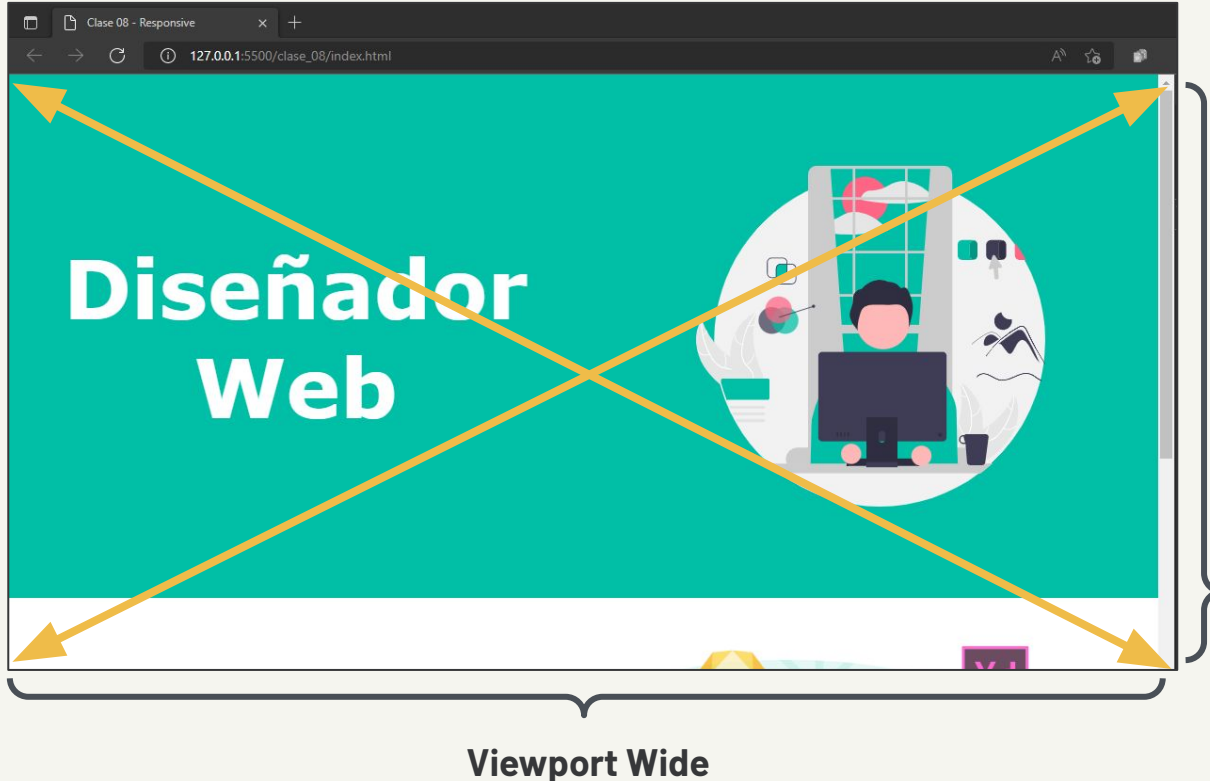 Clase 08 - Responsive
127.0.0.1:5500/clase_08/index.html
Diseñador
Web
Viewport Wide